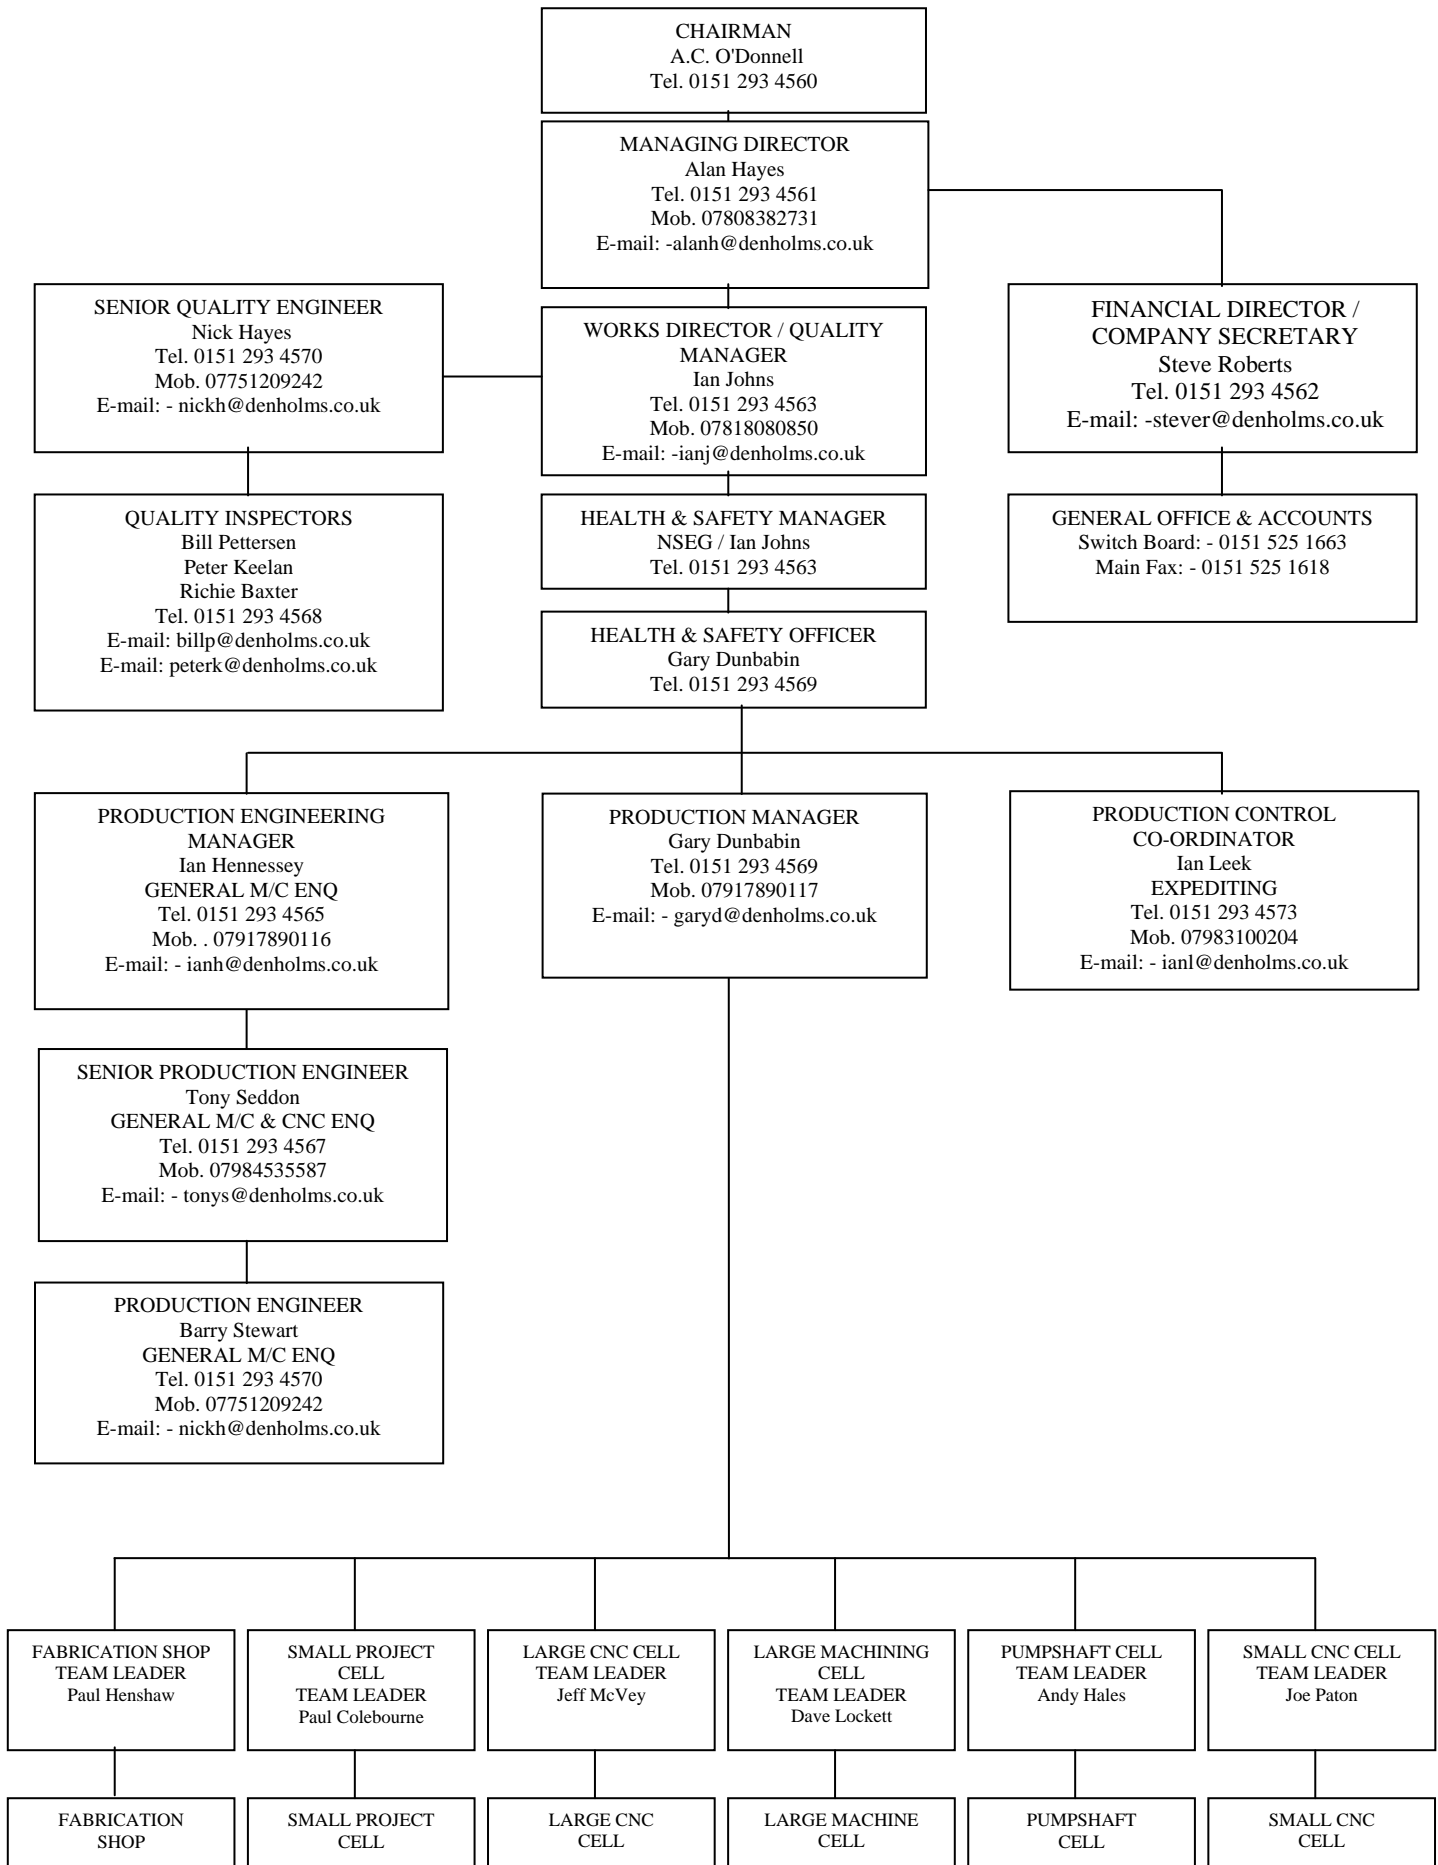 CHAIRMAN
A.C. O'Donnell
Tel. 0151 293 4560
MANAGING DIRECTOR
Alan Hayes
Tel. 0151 293 4561
Mob. 07808382731
E-mail: -alanh@denholms.co.uk
SENIOR QUALITY ENGINEER
Nick Hayes
Tel. 0151 293 4570
Mob. 07751209242
E-mail: - nickh@denholms.co.uk
WORKS DIRECTOR / QUALITY
MANAGER
Ian Johns
Tel. 0151 293 4563
Mob. 07818080850
E-mail: -ianj@denholms.co.uk
FINANCIAL DIRECTOR /
COMPANY SECRETARY
Steve Roberts
Tel. 0151 293 4562
E-mail: -stever@denholms.co.uk
QUALITY INSPECTORS
Bill Pettersen
Peter Keelan
Richie Baxter
Tel. 0151 293 4568
E-mail: billp@denholms.co.uk
E-mail: peterk@denholms.co.uk
HEALTH & SAFETY MANAGER
NSEG / Ian Johns
Tel. 0151 293 4563
GENERAL OFFICE & ACCOUNTS
Switch Board: - 0151 525 1663
Main Fax: - 0151 525 1618
HEALTH & SAFETY OFFICER
Gary Dunbabin
Tel. 0151 293 4569
PRODUCTION ENGINEERING
MANAGER
Ian Hennessey
GENERAL M/C ENQ
Tel. 0151 293 4565
Mob. . 07917890116
E-mail: - ianh@denholms.co.uk
PRODUCTION MANAGER
Gary Dunbabin
Tel. 0151 293 4569
Mob. 07917890117
E-mail: - garyd@denholms.co.uk
PRODUCTION CONTROL
CO-ORDINATOR
Ian Leek
EXPEDITING
Tel. 0151 293 4573
Mob. 07983100204
E-mail: - ianl@denholms.co.uk
SENIOR PRODUCTION ENGINEER
Tony Seddon
GENERAL M/C & CNC ENQ
Tel. 0151 293 4567
Mob. 07984535587
E-mail: - tonys@denholms.co.uk
PRODUCTION ENGINEER
Barry Stewart
GENERAL M/C ENQ
Tel. 0151 293 4570
Mob. 07751209242
E-mail: - nickh@denholms.co.uk
FABRICATION SHOP
TEAM LEADER
Paul Henshaw
SMALL PROJECT
CELL
TEAM LEADER
Paul Colebourne
LARGE CNC CELL
TEAM LEADER
Jeff McVey
LARGE MACHINING
CELL
TEAM LEADER
Dave Lockett
PUMPSHAFT CELL
TEAM LEADER
Andy Hales
SMALL CNC CELL
TEAM LEADER
Joe Paton
FABRICATION
SHOP
SMALL PROJECT
CELL
LARGE CNC
CELL
LARGE MACHINE
CELL
PUMPSHAFT
CELL
SMALL CNC
CELL